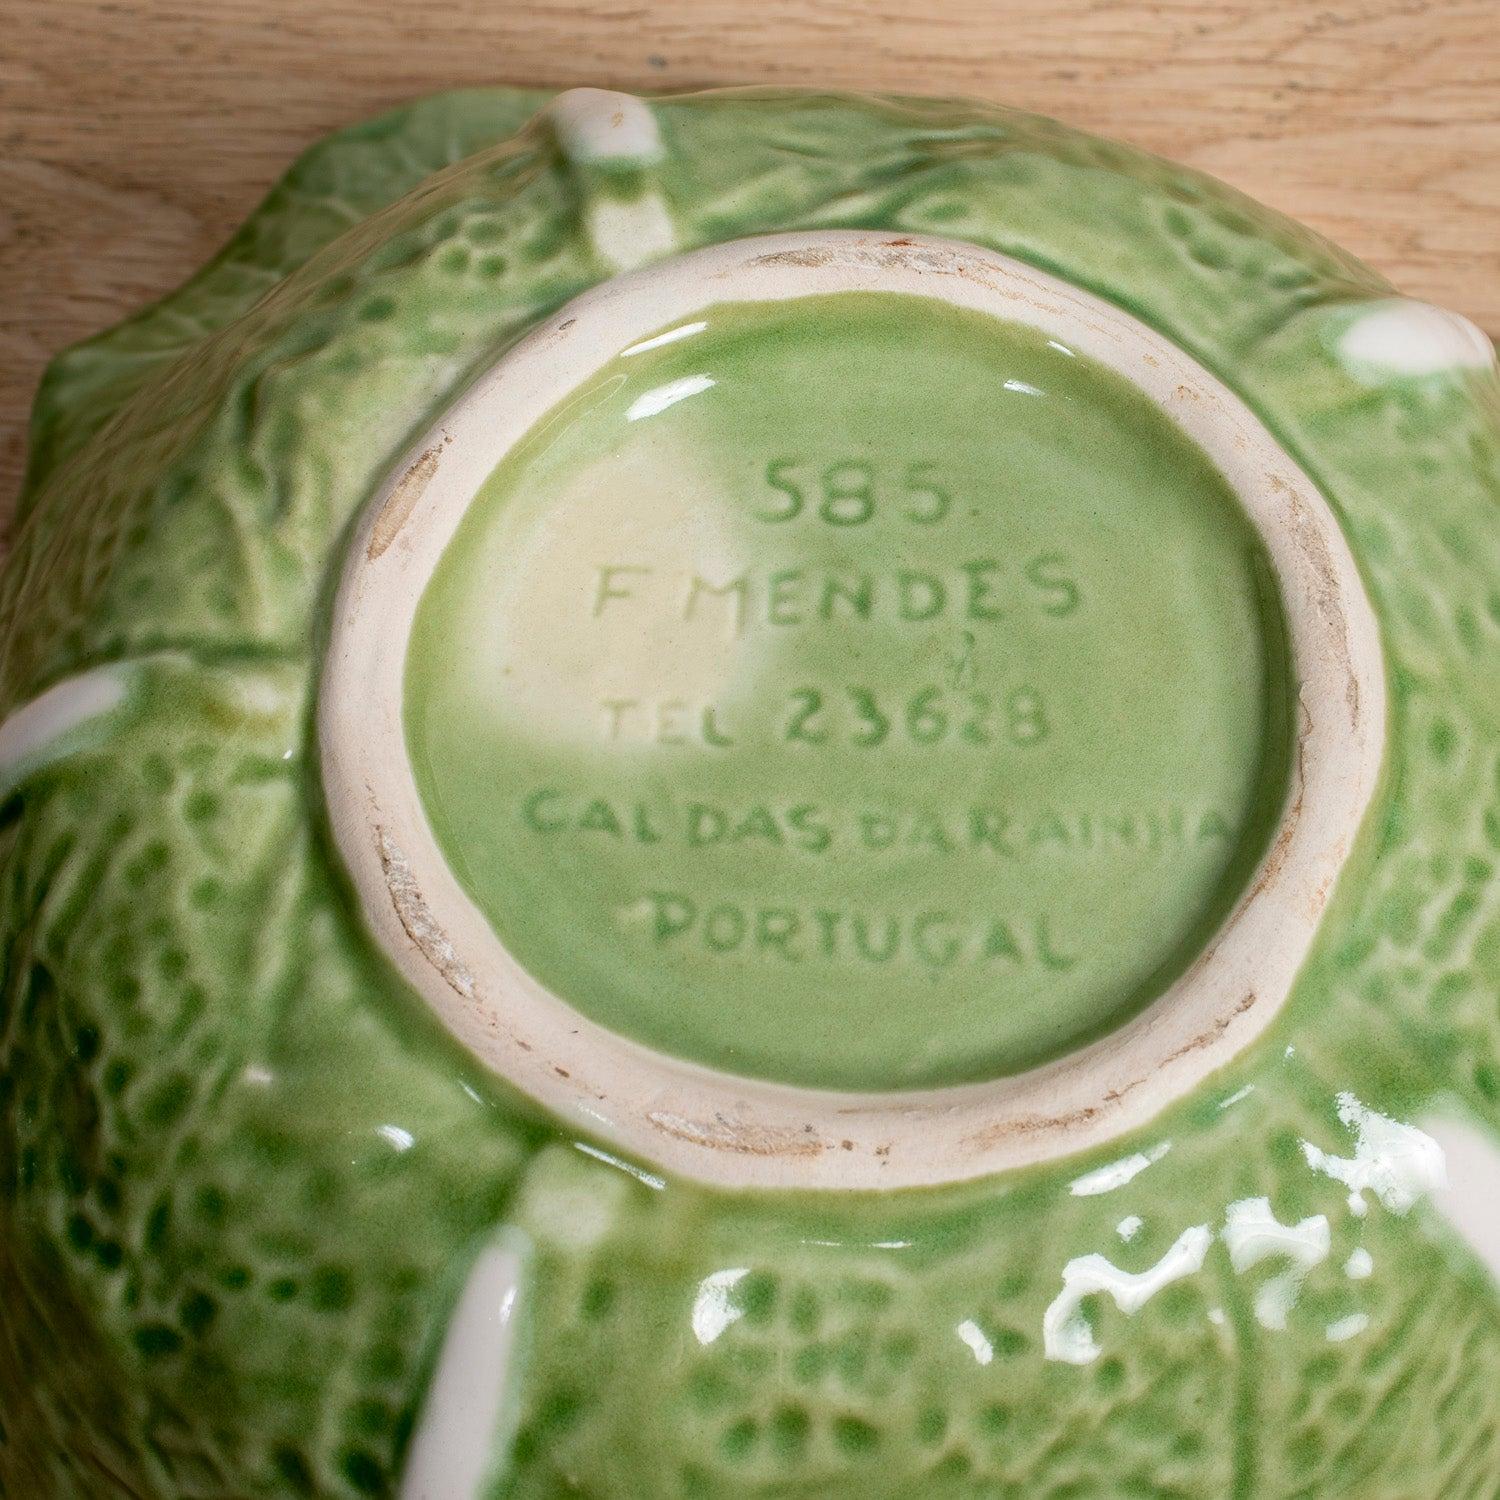 585
F MENDES
TEL 23628
CALDAS DA RAINHA
PORTUGAL